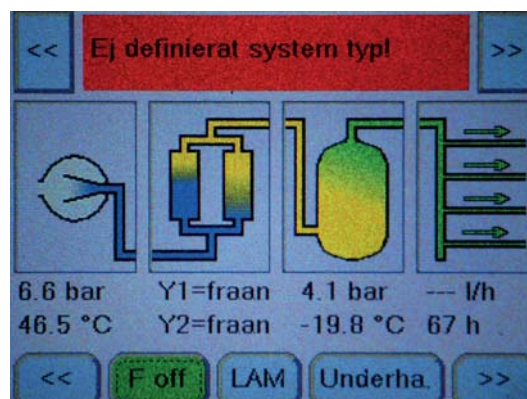 << Ej definierat system typ! >>
6.6 bar Y1=fraan 4.1 bar --- l/h
46.5 °C Y2=fraan -19.8 °C 67 h
<< F off LAM Underha. >>